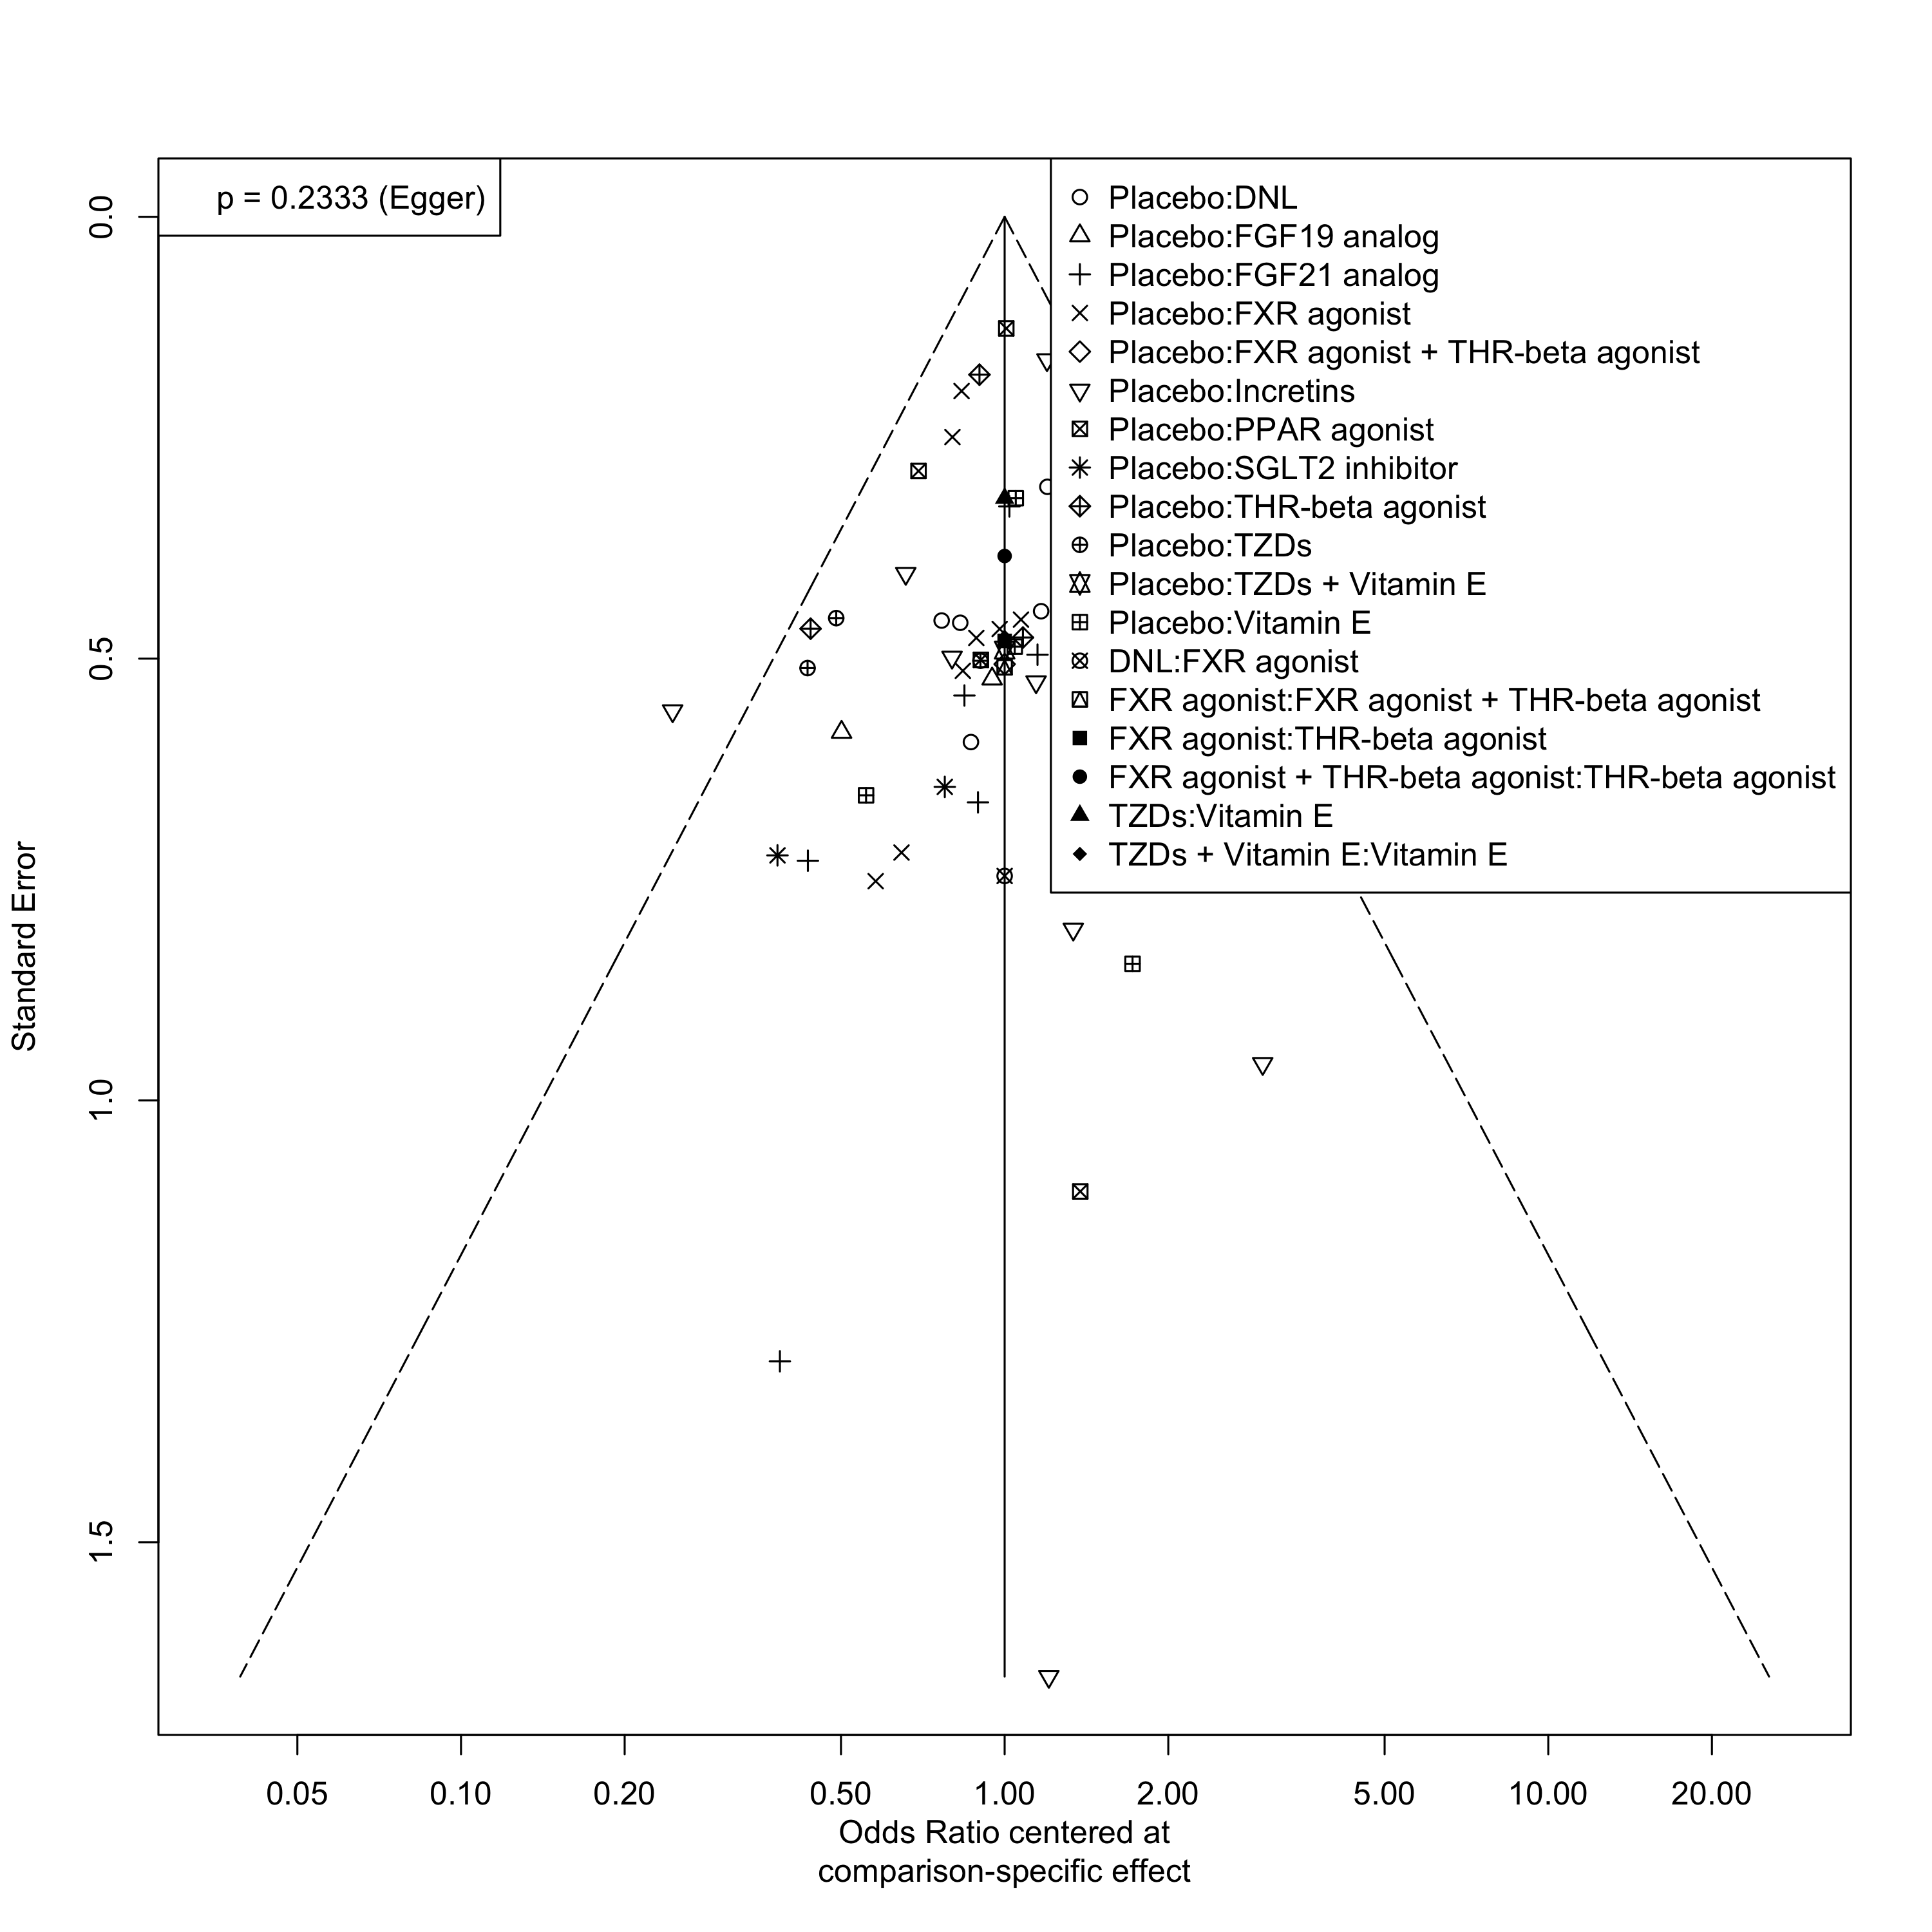 p = 0.2333 (Egger)
Placebo:DNL
Placebo:FGF19 analog
Placebo:FGF21 analog
Placebo:FXR agonist
Placebo:FXR agonist + THR-beta agonist
Placebo:Incretins
Placebo:PPAR agonist
Placebo:SGLT2 inhibitor
Placebo:THR-beta agonist
Placebo:TZDs
Placebo:TZDs + Vitamin E
Placebo:Vitamin E
DNL:FXR agonist
FXR agonist:FXR agonist + THR-beta agonist
FXR agonist:THR-beta agonist
FXR agonist + THR-beta agonist:THR-beta agonist
TZDs:Vitamin E
TZDs + Vitamin E:Vitamin E
Standard Error
0.0
0.5
1.0
1.5
0.05 0.10 0.20 0.50 1.00 2.00 5.00 10.00 20.00
Odds Ratio centered at
comparison-specific effect